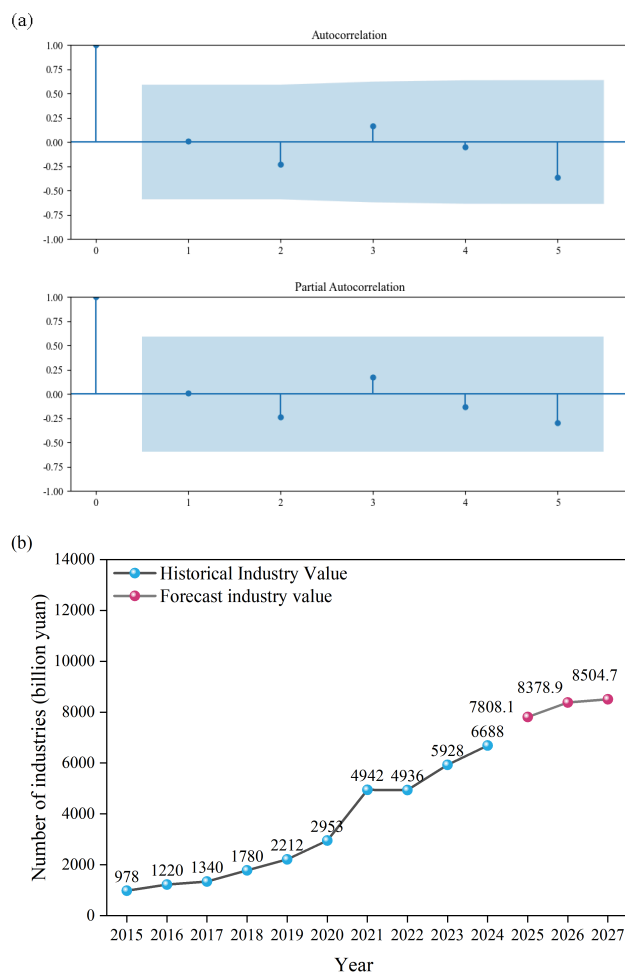 (a)
Autocorrelation
1.00
0.75
0.50
0.25
0.00
-0.25
-0.50
-0.75
-1.00
0 1 2 3 4 5
Partial Autocorrelation
1.00
0.75
0.50
0.25
0.00
-0.25
-0.50
-0.75
-1.00
0 1 2 3 4 5
(b)
Number of industries (billion yuan)
14000
12000
10000
8000
6000
4000
2000
0
Historical Industry Value
Forecast industry value
978 1220 1340 1780 2212 2953 4942 4936 5928 6688 7808.1 8378.9 8504.7
2015 2016 2017 2018 2019 2020 2021 2022 2023 2024 2025 2026 2027
Year